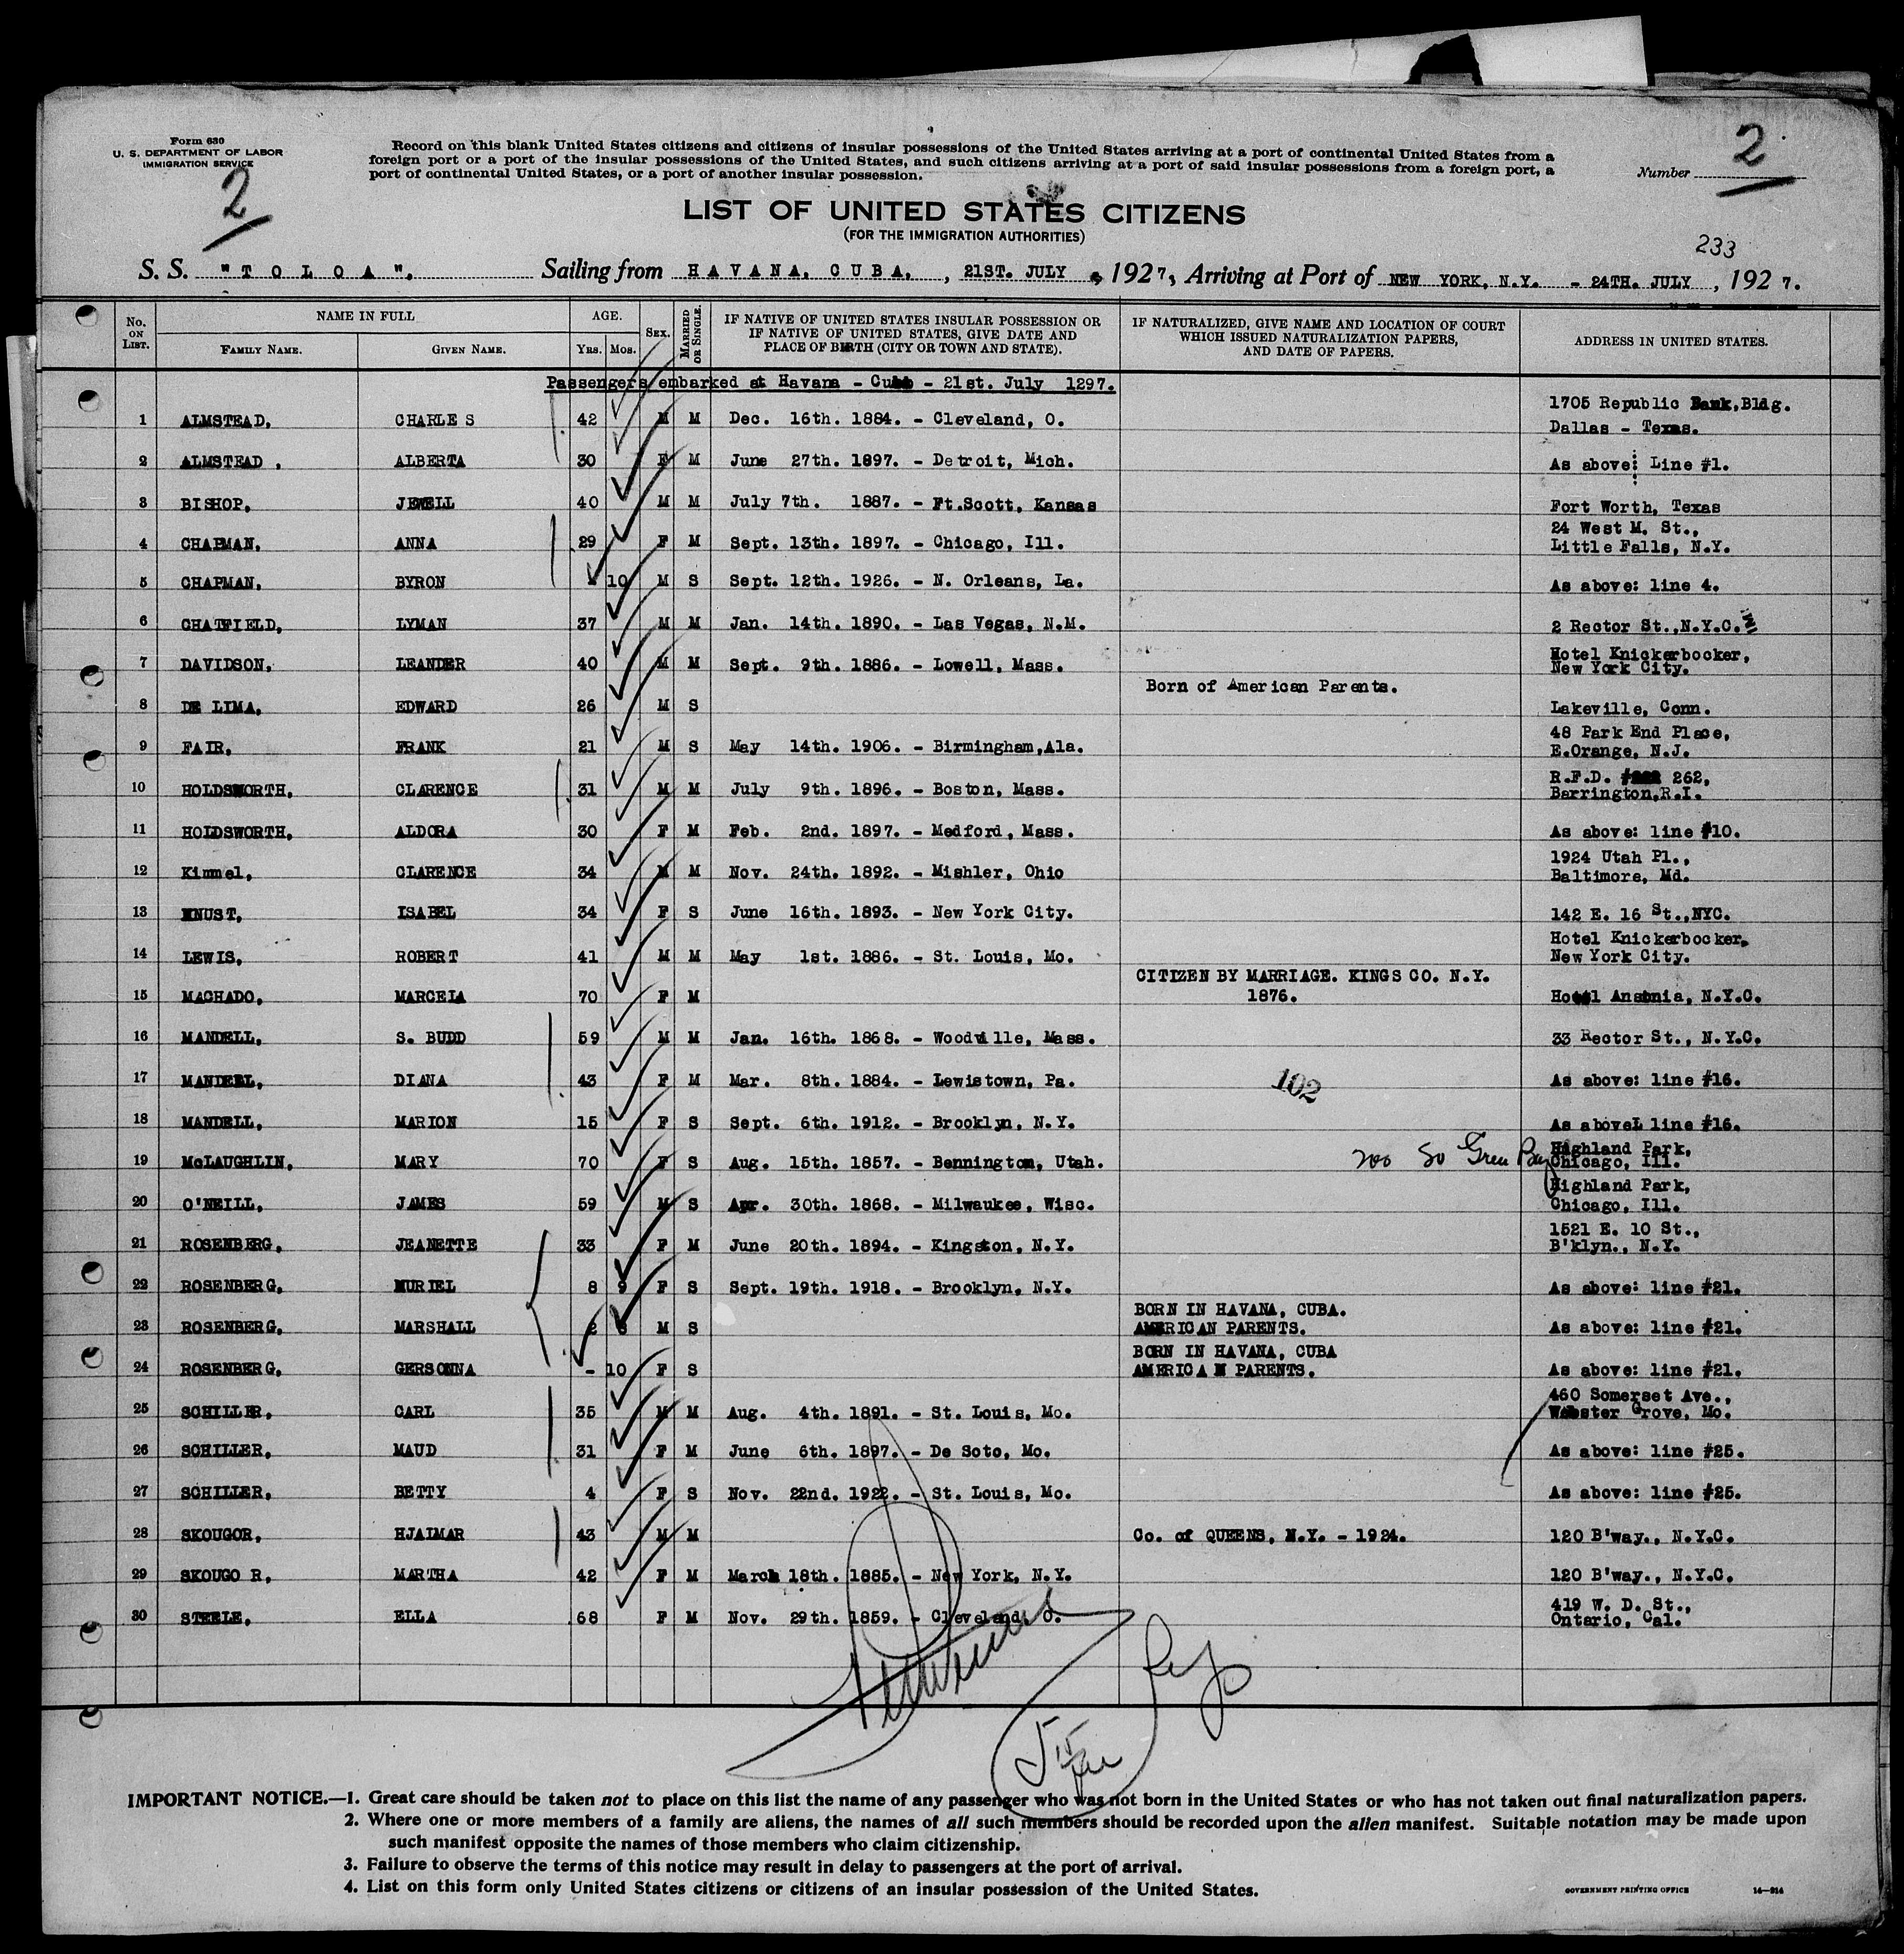 Form 630
U. S. DEPARTMENT OF LABOR
IMMIGRATION SERVICE
2
Record on this blank United States citizens and citizens of insular possessions of the United States arriving at a port of continental United States from a
foreign port or a port of the insular possessions of the United States, and such citizens arriving at a port of said insular possessions from a foreign port, a
port of continental United States, or a port of another insular possession.
Number 2
LIST OF UNITED STATES CITIZENS
(FOR THE IMMIGRATION AUTHORITIES)
233
S. S. "TOLOA". Sailing from HAVANA, CUBA, , 21ST. JULY , 1927, Arriving at Port of NEW YORK, N.Y. - 24TH. JULY , 1927.
No. ON LIST. NAME IN FULL FAMILY NAME. GIVEN NAME. AGE. YRS. MOS. SEX. MARRIED OR SINGLE. IF NATIVE OF UNITED STATES INSULAR POSSESSION OR IF NATIVE OF UNITED STATES, GIVE DATE AND PLACE OF BIRTH (CITY OR TOWN AND STATE). IF NATURALIZED, GIVE NAME AND LOCATION OF COURT WHICH ISSUED NATURALIZATION PAPERS, AND DATE OF PAPERS. ADDRESS IN UNITED STATES.
Passengers embarked at Havana - Cuba - 21st. July 1297.
1 ALMSTEAD, CHARLES 42 M M Dec. 16th. 1884. - Cleveland, O. 1705 Republic Bank,Bldg. Dallas - Texas.
2 ALMSTEAD , ALBERTA 30 F M June 27th. 1897. - Detroit, Mich. As above: Line #1.
3 BISHOP, JEWELL 40 M M July 7th. 1887. - Ft.Scott, Kansas Fort Worth, Texas
4 CHAPMAN, ANNA 29 F M Sept. 13th. 1897. - Chicago, Ill. 24 West M. St., Little Falls, N.Y.
5 CHAPMAN, BYRON - 10 M S Sept. 12th. 1926. - N. Orleans, La. As above: line 4.
6 CHATFIELD, LYMAN 37 M M Jan. 14th. 1890. - Las Vegas, N.M. 2 Rector St.,N.Y.C.
7 DAVIDSON, LEANDER 40 M M Sept. 9th. 1886. - Lowell, Mass. Hotel Knickerbocker, New York City.
8 DE LIMA, EDWARD 26 M S Born of American Parents. Lakeville, Conn.
9 FAIR, FRANK 21 M S May 14th. 1906. - Birmingham,Ala. 48 Park End Place, E.Orange, N.J.
10 HOLDSWORTH, CLARENCE 31 M M July 9th. 1896. - Boston, Mass. R.F.D. 262, Barrington,R.I.
11 HOLDSWORTH, ALDORA 30 F M Feb. 2nd. 1897. - Medford, Mass. As above: line #10.
12 Kimmel, CLARENCE 34 M M Nov. 24th. 1892. - Mishler, Ohio 1924 Utah Pl., Baltimore, Md.
13 KNUST, ISABEL 34 F S June 16th. 1893. - New York City. 142 E. 16 St.,NYC.
14 LEWIS, ROBERT 41 M M May 1st. 1886. - St. Louis, Mo. Hotel Knickerbocker, New York City.
15 MACHADO, MARCELA 70 F M CITIZEN BY MARRIAGE. KINGS CO. N.Y. 1876. Hotel Ansonia, N.Y.C.
16 MANDELL, S. BUDD 59 M M Jan. 16th. 1868. - Woodville, Mass. 33 Rector St., N.Y.C.
17 MANDELL, DIANA 43 F M Mar. 8th. 1884. - Lewistown, Pa. 102 As above: line #16.
18 MANDELL, MARION 15 F S Sept. 6th. 1912. - Brooklyn, N.Y. As aboveL line #16.
19 McLAUGHLIN, MARY 70 F S Aug. 15th. 1857. - Bennington, Utah. 700 So Green Bay Highland Park, Chicago, Ill.
20 O'NEILL, JAMES 59 M S Apr. 30th. 1868. - Milwaukee, Wisc. Highland Park, Chicago, Ill.
21 ROSENBERG, JEANETTE 33 F M June 20th. 1894. - Kingston, N.Y. 1521 E. 10 St., B'klyn., N.Y.
22 ROSENBERG, MURIEL 8 9 F S Sept. 19th. 1918. - Brooklyn, N.Y. As above: line #21.
23 ROSENBERG, MARSHALL 2 M S BORN IN HAVANA, CUBA. AMERICAN PARENTS. As above: line #21.
24 ROSENBERG, GERSONNA - 10 F S BORN IN HAVANA, CUBA AMERICAN PARENTS. As above: line #21.
25 SCHILLER, CARL 35 M M Aug. 4th. 1891. - St. Louis, Mo. 460 Somerset Ave., Webster Grove, Mo.
26 SCHILLER, MAUD 31 F M June 6th. 1897. - De Soto, Mo. As above: line #25.
27 SCHILLER, BETTY 4 F S Nov. 22nd. 1922. - St. Louis, Mo. As above: line #25.
28 SKOUGOR, HJALMAR 43 M M Co. of QUEENS, N.Y. - 1924. 120 B'way., N.Y.C.
29 SKOUGOR, MARTHA 42 F M March 18th. 1885. - New York, N.Y. 120 B'way., N.Y.C.
30 STEELE, ELLA 68 F M Nov. 29th. 1859. - Cleveland, O. 419 W. D. St., Ontario, Cal.
IMPORTANT NOTICE.—1. Great care should be taken not to place on this list the name of any passenger who was not born in the United States or who has not taken out final naturalization papers.
2. Where one or more members of a family are aliens, the names of all such members should be recorded upon the alien manifest. Suitable notation may be made upon
such manifest opposite the names of those members who claim citizenship.
3. Failure to observe the terms of this notice may result in delay to passengers at the port of arrival.
4. List on this form only United States citizens or citizens of an insular possession of the United States.
GOVERNMENT PRINTING OFFICE 14—914